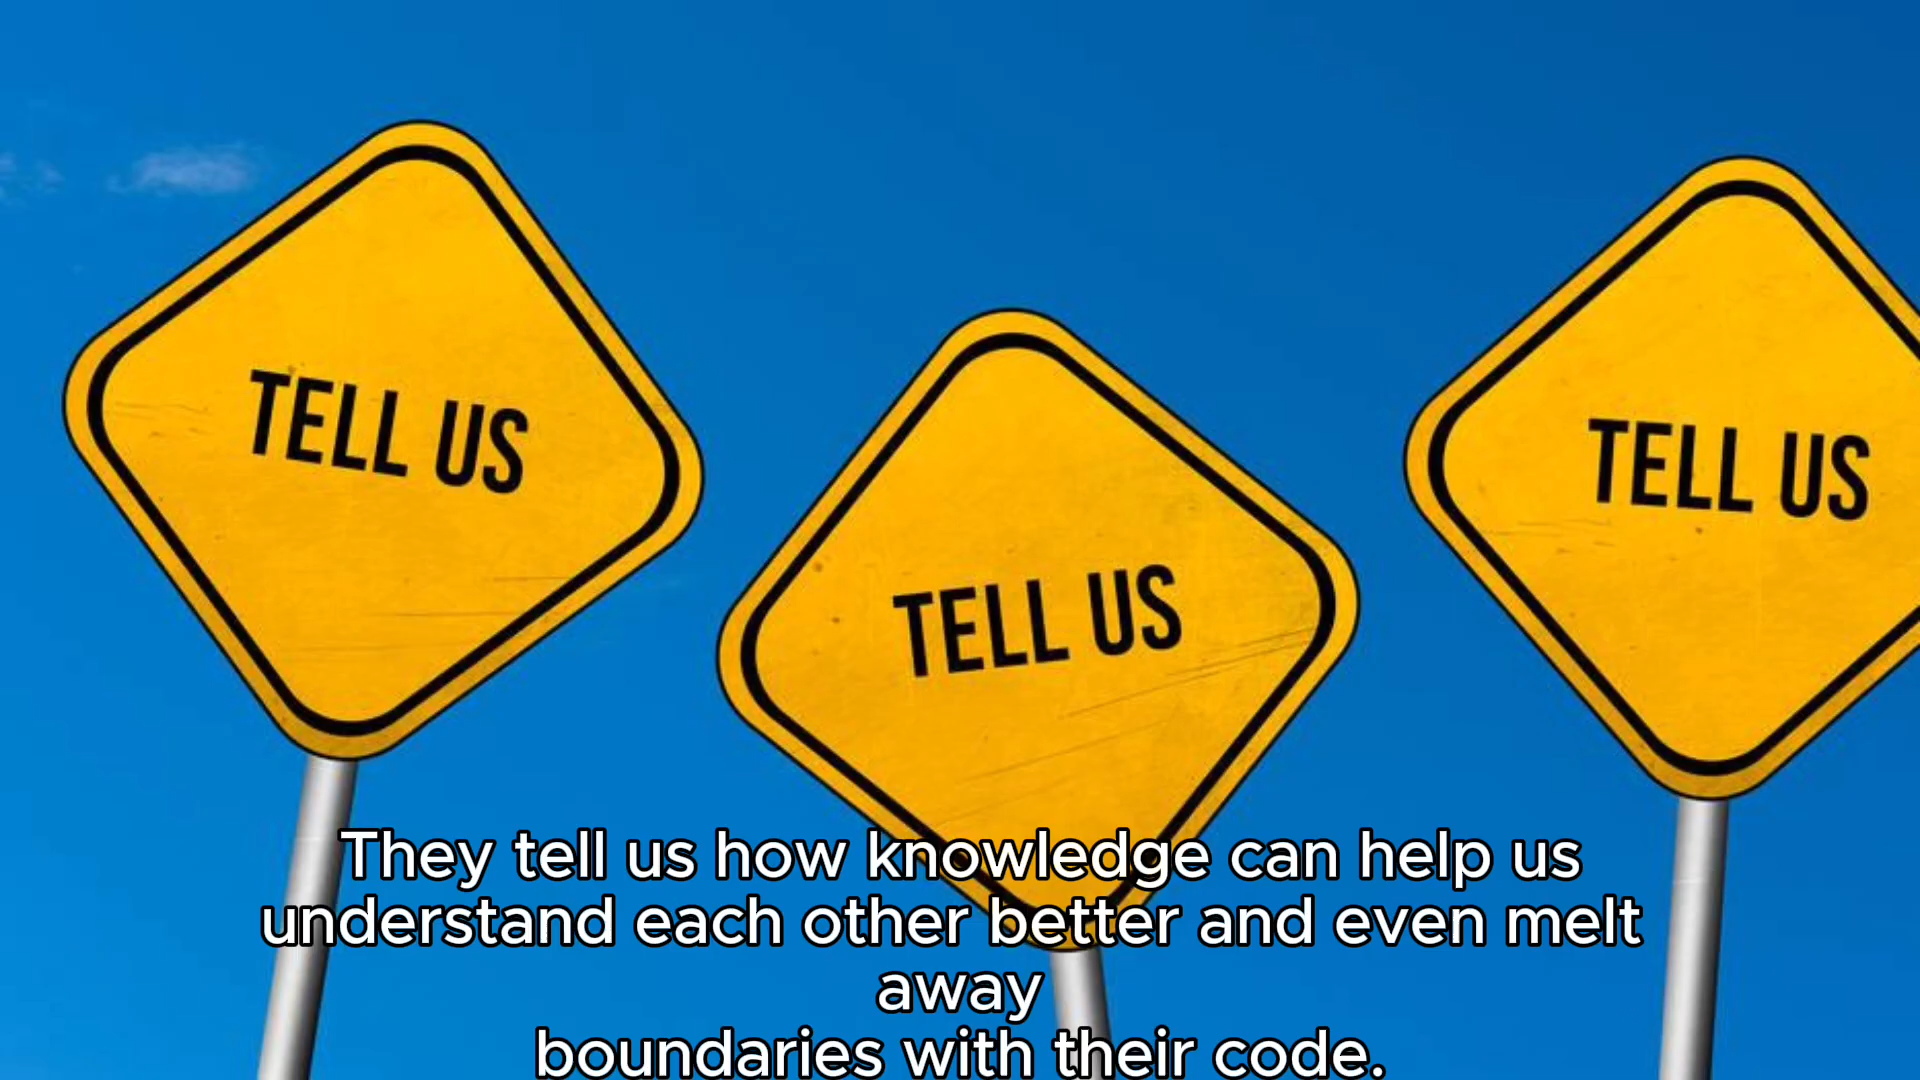 TELL US
TELL US
TELL US
They tell us how knowledge can help us
understand each other better and even melt
away
boundaries with their code.